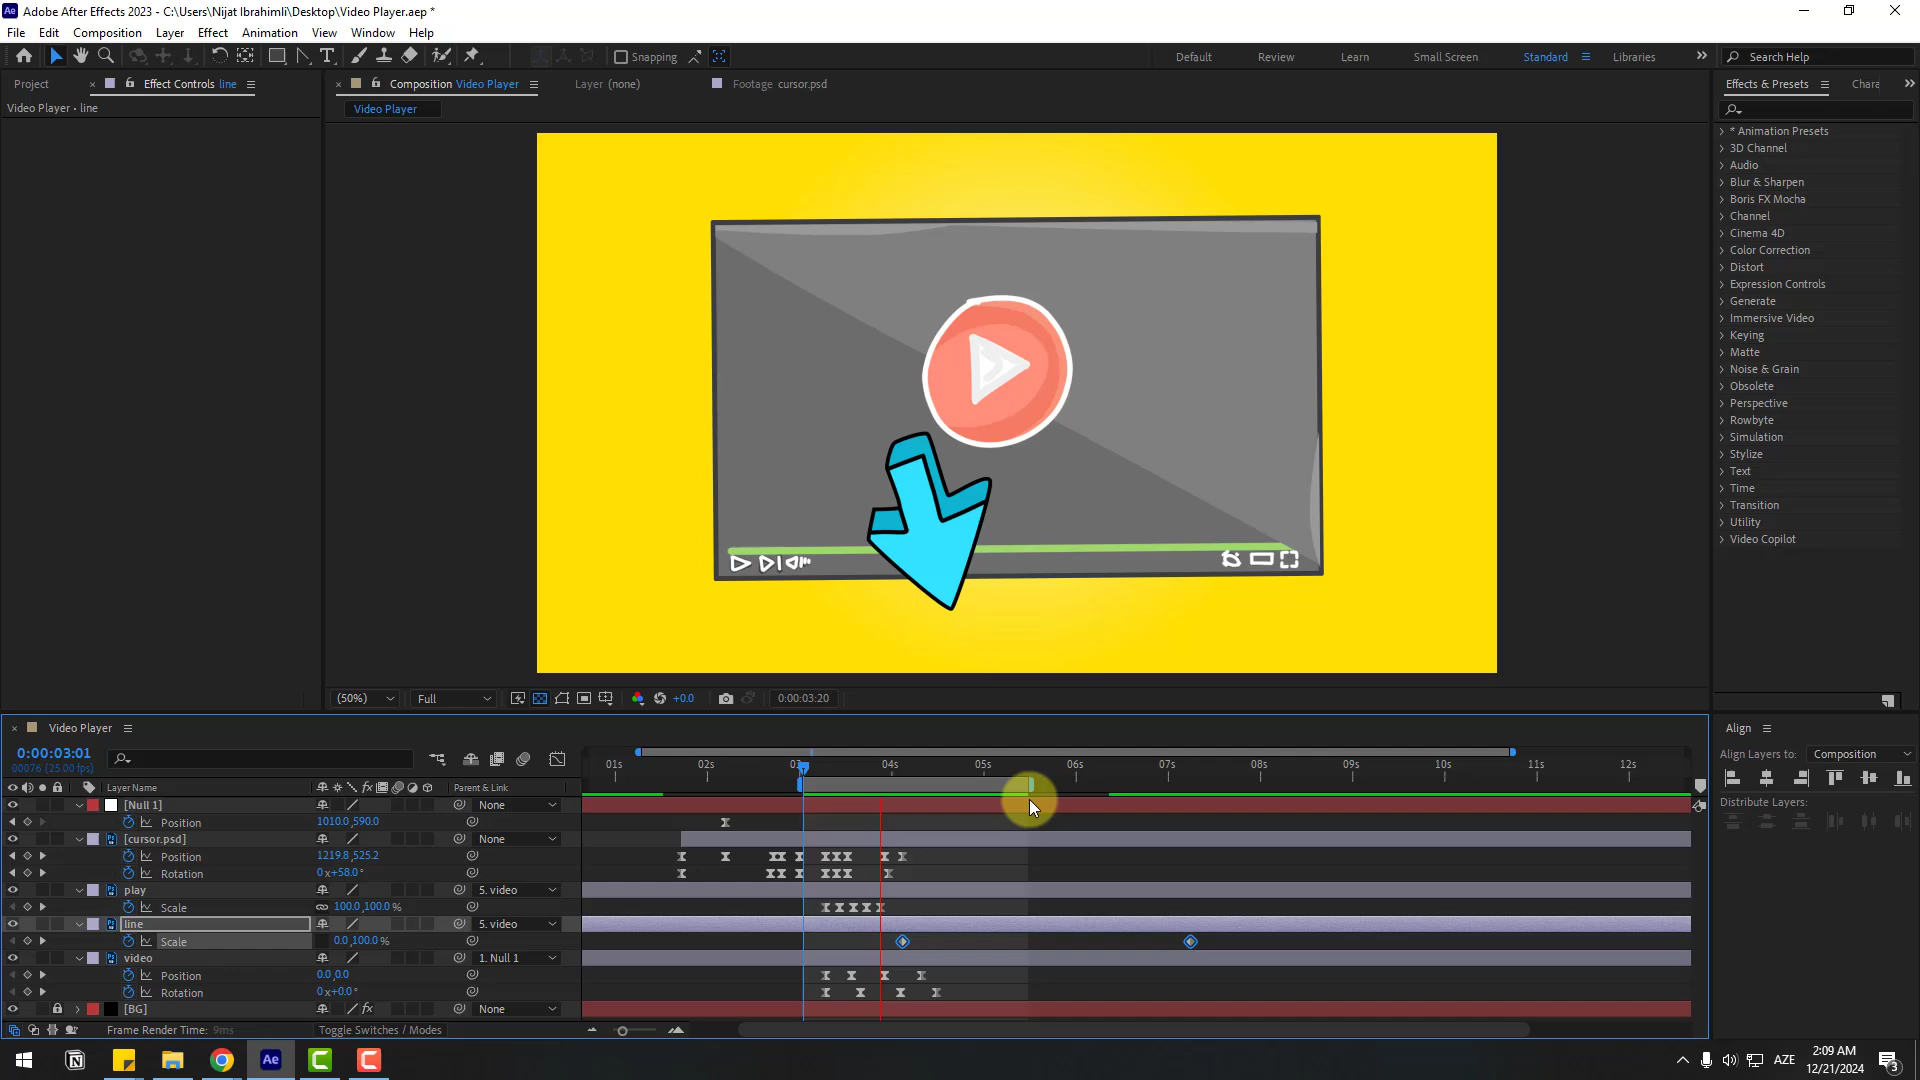 Adobe After Effects 2023 - C:\Users\Nijat Ibrahimli\Desktop\Video Player.aep *
File Edit Composition Layer Effect Animation View Window Help
Snapping Default Review Learn Small Screen Standard Libraries Search Help
Project Effect Controls line Composition Video Player Layer (none) Footage cursor.psd Effects & Presets Chara
Video Player • line
Video Player
* Animation Presets
3D Channel
Audio
Blur & Sharpen
Boris FX Mocha
Channel
Cinema 4D
Color Correction
Distort
Expression Controls
Generate
Immersive Video
Keying
Matte
Noise & Grain
Obsolete
Perspective
Rowbyte
Simulation
Stylize
Text
Time
Transition
Utility
Video Copilot
(50%) Full +0.0 0:00:03:20
Video Player
Align
0:00:03:01
00076 (25.00 fps)
Align Layers to: Composition
01s 02s 04s 05s 06s 07s 08s 09s 10s 11s 12s
Layer Name fx Parent & Link
Distribute Layers:
[Null 1] None
Position 1010.0,590.0
[cursor.psd] None
Position 1219.8,525.2
Rotation 0x+58.0°
play 5. video
Scale 100.0,100.0%
line 5. video
Scale 0.0,100.0%
video 1. Null 1
Position 0.0,0.0
Rotation 0x+0.0°
[BG] fx None
Frame Render Time: 9ms Toggle Switches / Modes
Ae AZE 2:09 AM
12/21/2024 3